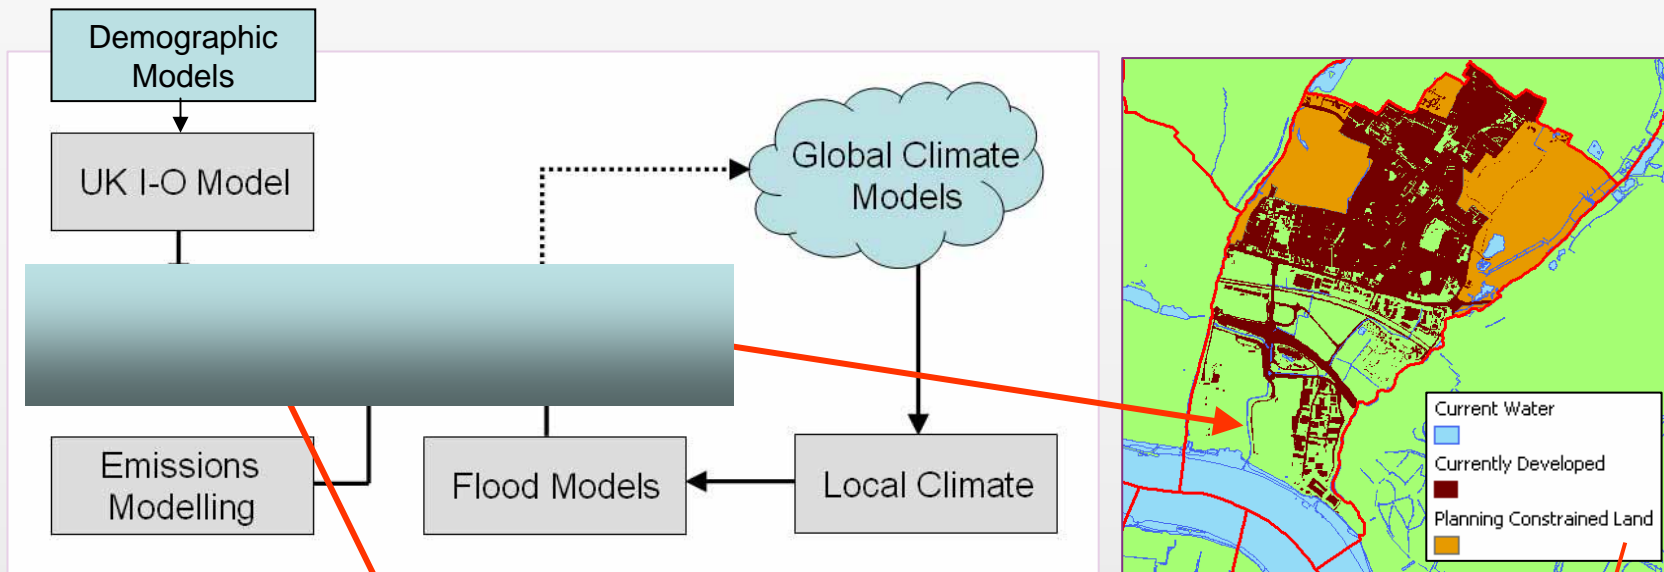 Demographic
Models
UK I-O Model
Global Climate
Models
Emissions
Modelling
Flood Models
Local Climate
Current Water
Currently Developed
Planning Constrained Land